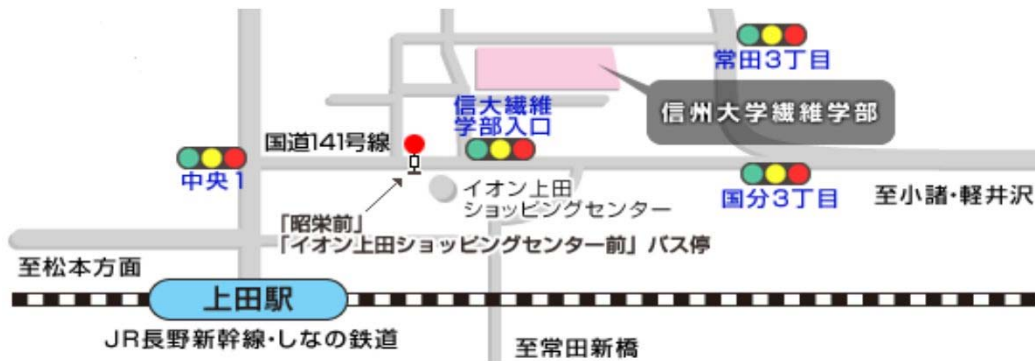 常田3丁目
信州大学繊維学部
信大繊維
学部入口
国道141号線
中央1
イオン上田
ショッピングセンター
国分3丁目
至小諸・軽井沢
「昭栄前」
「イオン上田ショッピングセンター前」バス停
至松本方面
上田駅
JR長野新幹線・しなの鉄道
至常田新橋